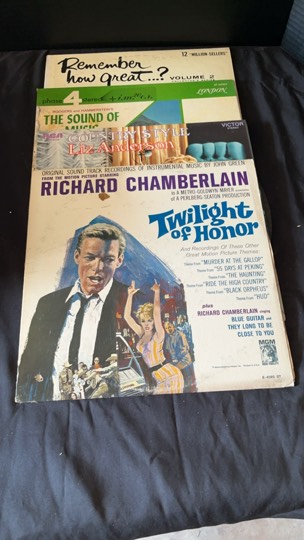 12 "MILLION SELLERS"
Remember
how great...?
VOLUME 2
phase 4 stereo
LONDON
RODGERS and HAMMERSTEIN'S
THE SOUND OF
MUSIC
COUNTRY STYLE
VICTOR
Liz Anderson
ORIGINAL SOUND TRACK RECORDINGS OF INSTRUMENTAL MUSIC BY JOHN GREEN
FROM THE MOTION PICTURE STARRING
RICHARD CHAMBERLAIN
in A METRO-GOLDWYN-MAYER presentation
of A PERLBERG-SEATON PRODUCTION
Twilight
of Honor
And Recordings Of These Other
Great Motion Picture Themes:
Theme From "MURDER AT THE GALLOP"
Theme From "55 DAYS AT PEKING"
Theme From "THE HAUNTING"
Theme From "RIDE THE HIGH COUNTRY"
Theme From "BLACK ORPHEUS"
Theme From "HUD"
plus
RICHARD CHAMBERLAIN singing
BLUE GUITAR and
THEY LONG TO BE
CLOSE TO YOU
MGM